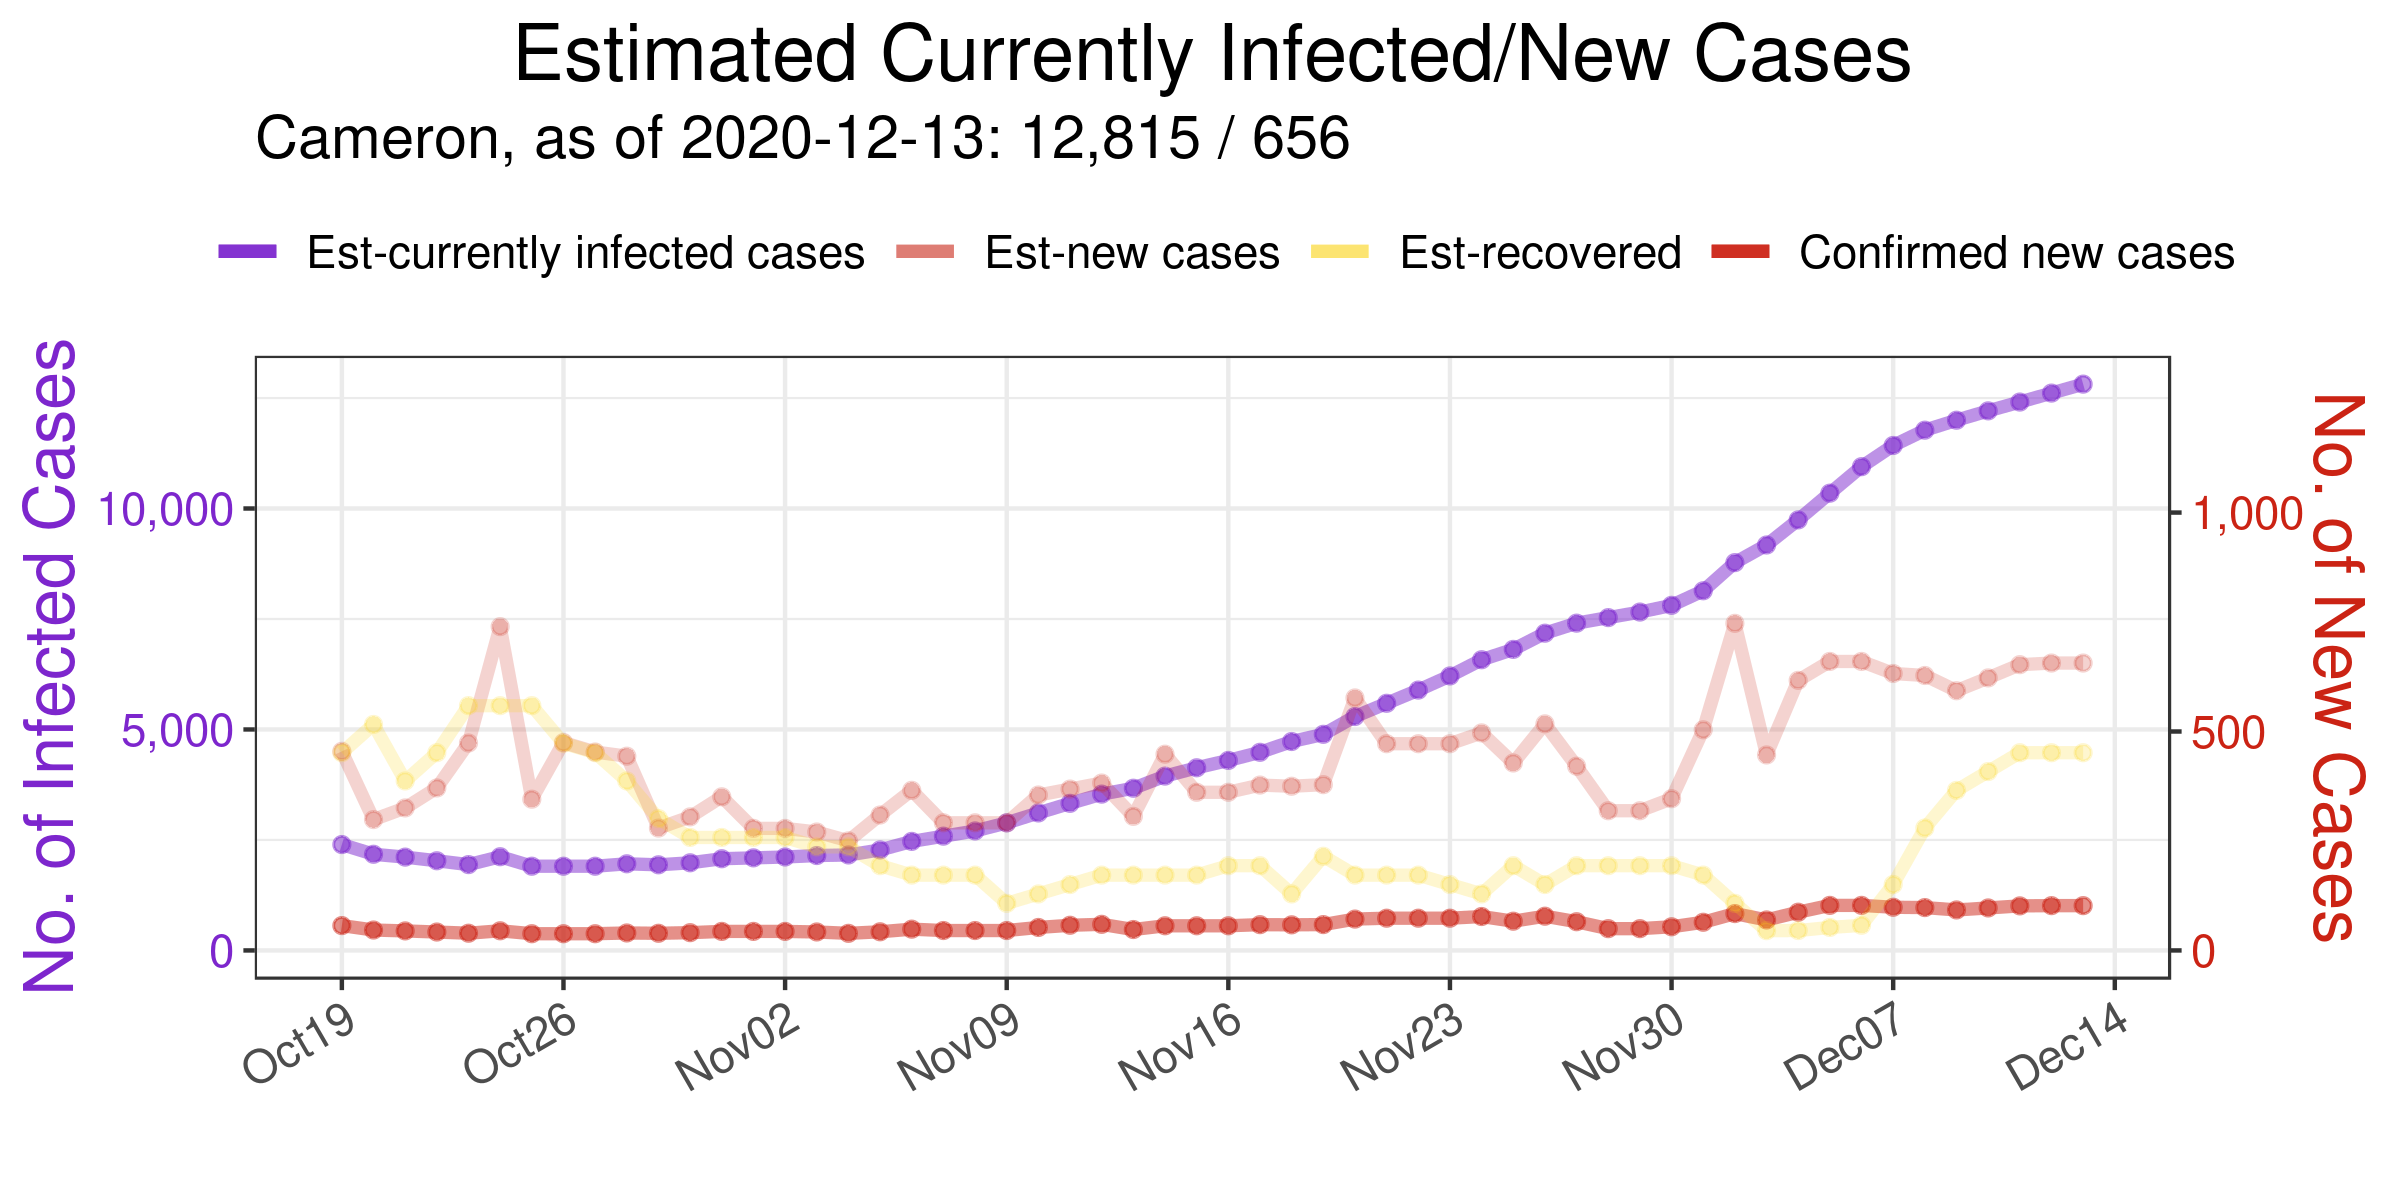 Estimated Currently Infected/New Cases
Cameron, as of 2020-12-13: 12,815 / 656
Est-currently infected cases Est-new cases Est-recovered Confirmed new cases
No. of Infected Cases
10,000
5,000
0
1,000
500
0
No. of New Cases
Oct19 Oct26 Nov02 Nov09 Nov16 Nov23 Nov30 Dec07 Dec14